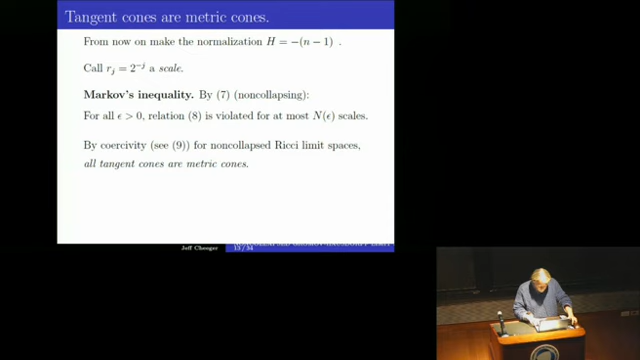 Tangent cones are metric cones.
From now on make the normalization H = −(n − 1) .
Call r_j = 2^{−j} a scale.
Markov's inequality. By (7) (noncollapsing):
For all ϵ > 0, relation (8) is violated for at most N(ϵ) scales.
By coercivity (see (9)) for noncollapsed Ricci limit spaces,
all tangent cones are metric cones.
Jeff Cheeger
13 / 34